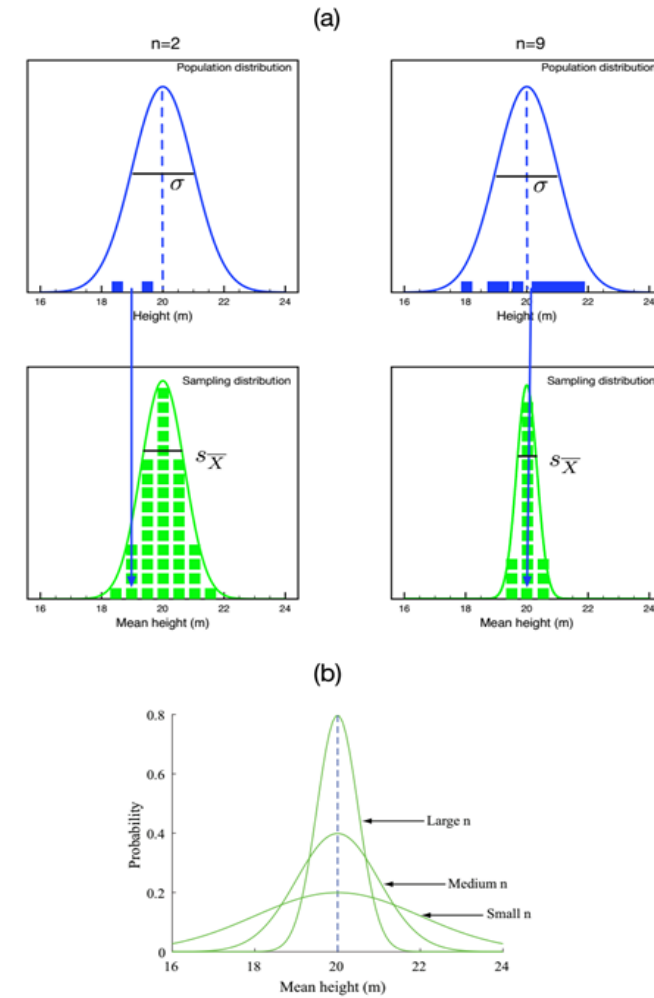 (a)
n=2
n=9
Population distribution
Population distribution
σ
σ
16 18 20 22 24
16 18 20 22 24
Height (m)
Height (m)
Sampling distribution
Sampling distribution
s X̅
s X̅
16 18 20 22 24
16 18 20 22 24
Mean height (m)
Mean height (m)
(b)
0.8
0.6
0.4
0.2
0
Probability
Large n
Medium n
Small n
16 18 20 22 24
Mean height (m)